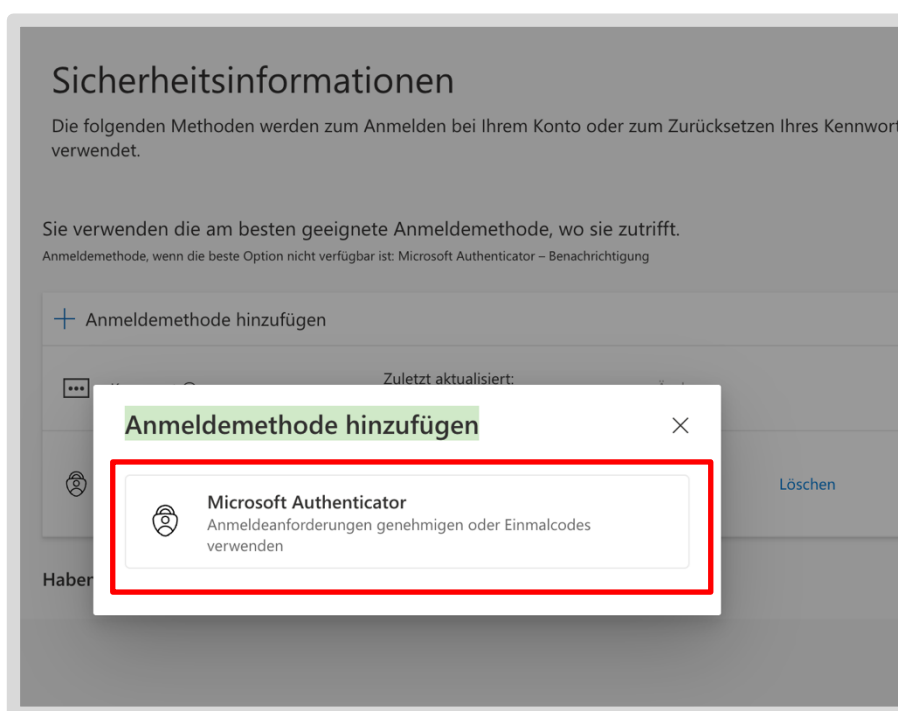 Sicherheitsinformationen
Die folgenden Methoden werden zum Anmelden bei Ihrem Konto oder zum Zurücksetzen Ihres
verwendet.
Sie verwenden die am besten geeignete Anmeldemethode, wo sie zutrifft.
Anmeldemethode, wenn die beste Option nicht verfügbar ist: Microsoft Authenticator – Benachrichtigung
Anmeldemethode hinzufügen
Zuletzt aktualisiert:
Anmeldemethode hinzufügen
Microsoft Authenticator
Anmeldeanforderungen genehmigen oder Einmalcodes
verwenden
Löschen
Haben